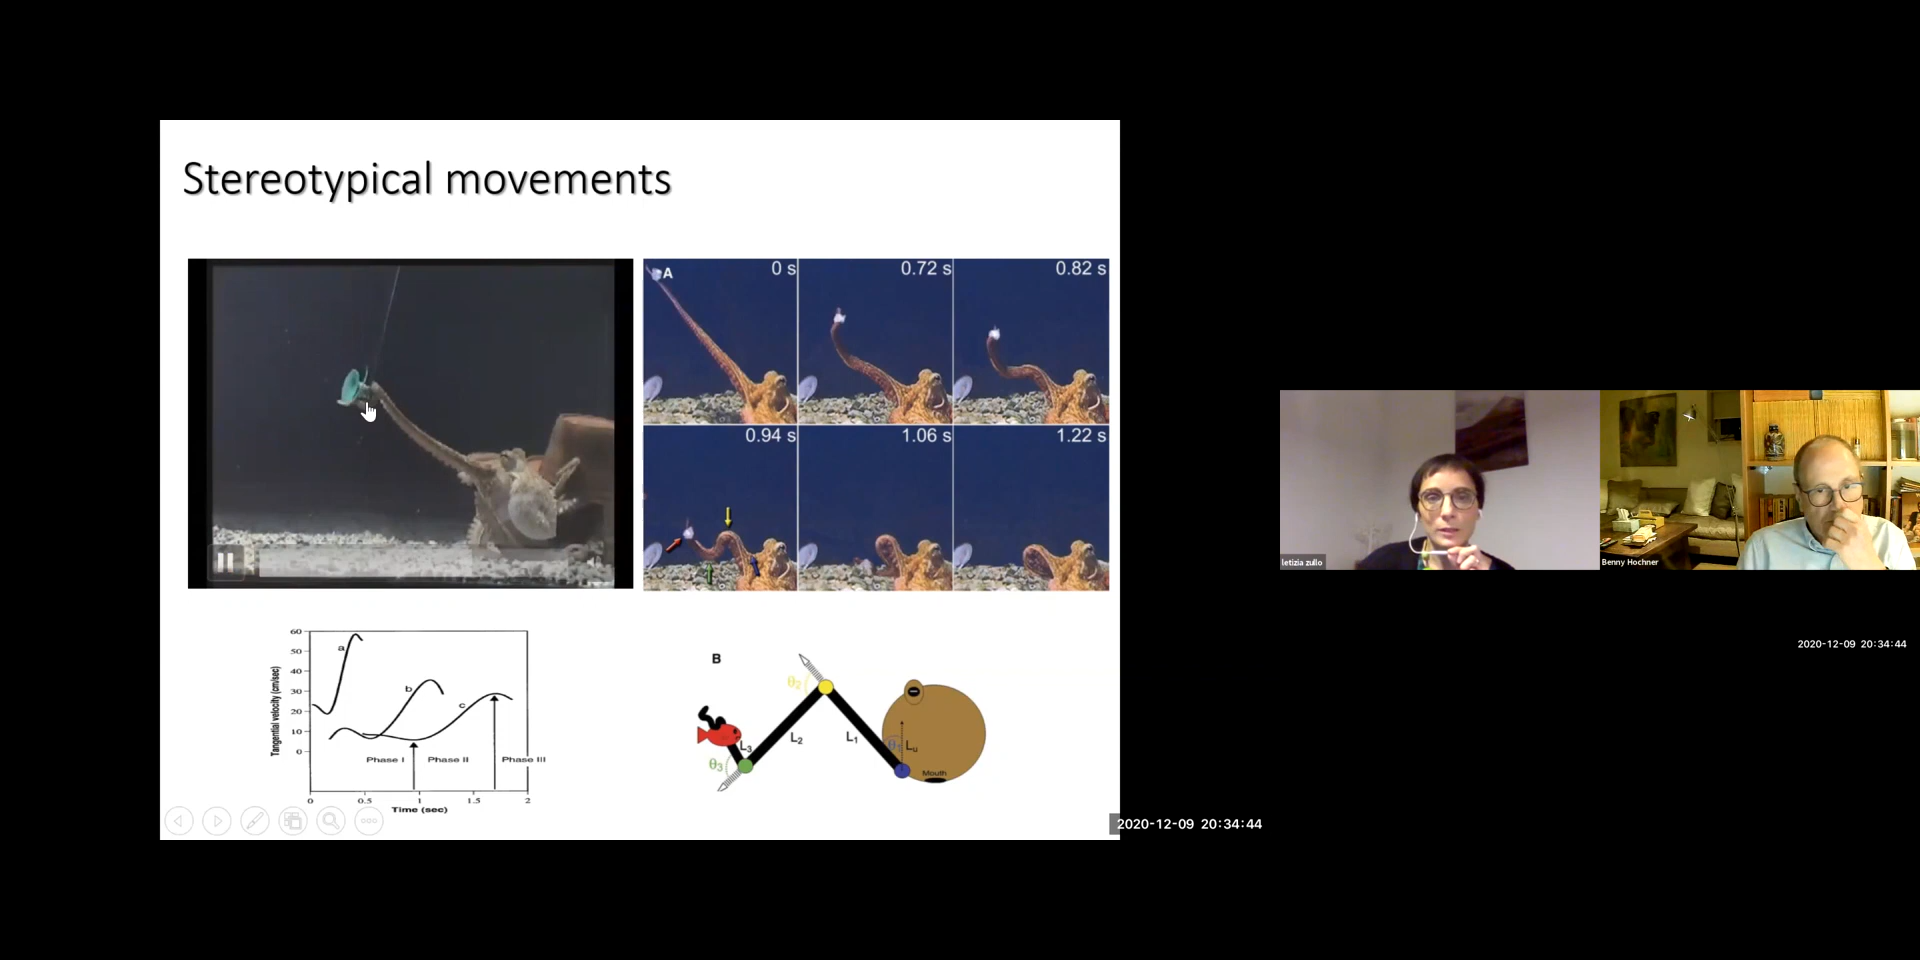 Stereotypical movements
A
0 s
0.72 s
0.82 s
0.94 s
1.06 s
1.22 s
letizia zullo
Benny Hochner
2020-12-09 20:34:44
60
50
40
30
20
10
0
Tangential velocity (cm/sec)
a
b
c
Phase I
Phase II
Phase III
0
0.5
1
1.5
2
Time (sec)
B
θ2
L3
L2
L1
θ1
Lu
θ3
Mouth
2020-12-09 20:34:44